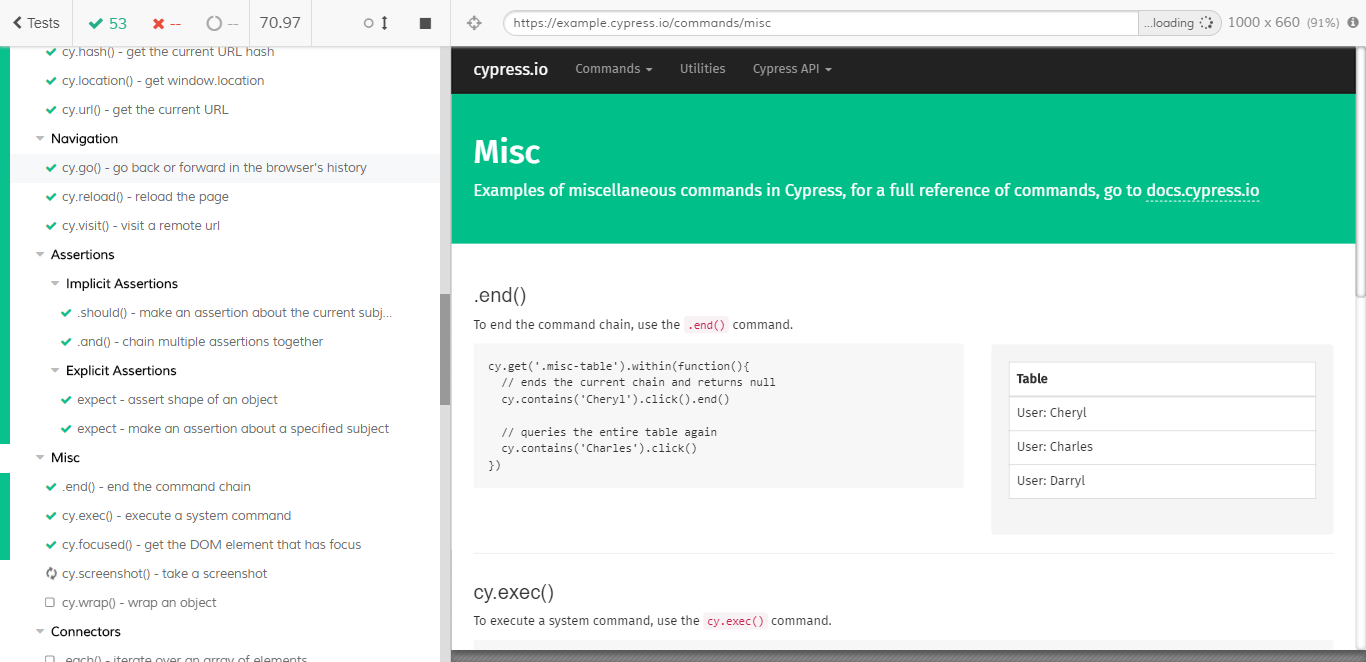 Tests 53 -- -- 70.97
https://example.cypress.io/commands/misc ...loading 1000 x 660 (91%)
cy.hash() - get the current URL hash
cy.location() - get window.location
cy.url() - get the current URL
Navigation
cy.go() - go back or forward in the browser's history
cy.reload() - reload the page
cy.visit() - visit a remote url
Assertions
Implicit Assertions
.should() - make an assertion about the current subj...
.and() - chain multiple assertions together
Explicit Assertions
expect - assert shape of an object
expect - make an assertion about a specified subject
Misc
.end() - end the command chain
cy.exec() - execute a system command
cy.focused() - get the DOM element that has focus
cy.screenshot() - take a screenshot
cy.wrap() - wrap an object
Connectors
.each() - iterate over an array of elements
cypress.io Commands Utilities Cypress API
Misc
Examples of miscellaneous commands in Cypress, for a full reference of commands, go to docs.cypress.io
.end()
To end the command chain, use the .end() command.
cy.get('.misc-table').within(function(){
// ends the current chain and returns null
cy.contains('Cheryl').click().end()
// queries the entire table again
cy.contains('Charles').click()
})
Table
User: Cheryl
User: Charles
User: Darryl
cy.exec()
To execute a system command, use the cy.exec() command.